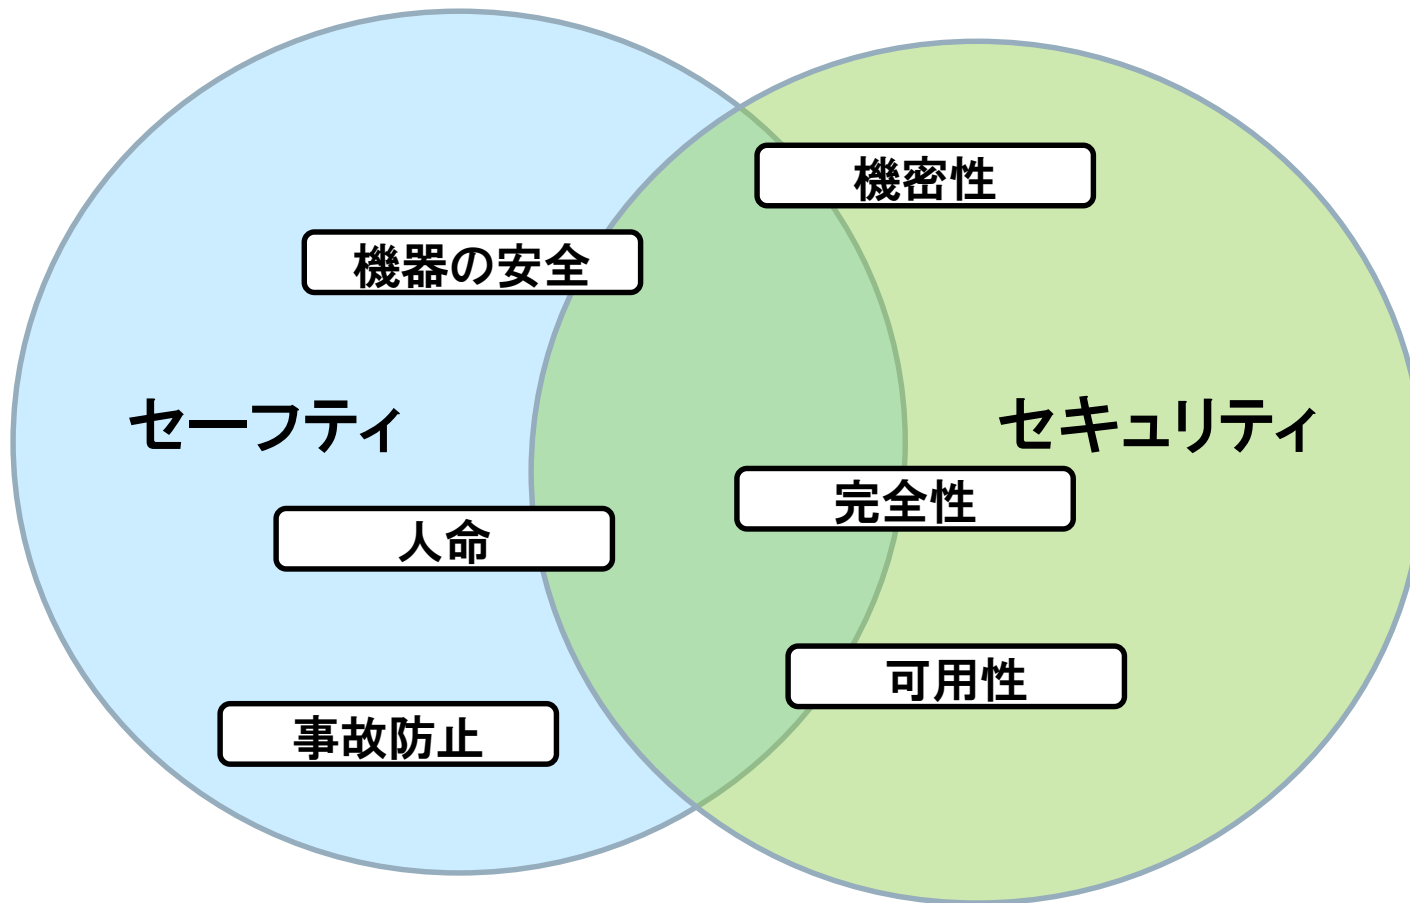 機密性
機器の安全
セーフティ
セキュリティ
完全性
人命
可用性
事故防止